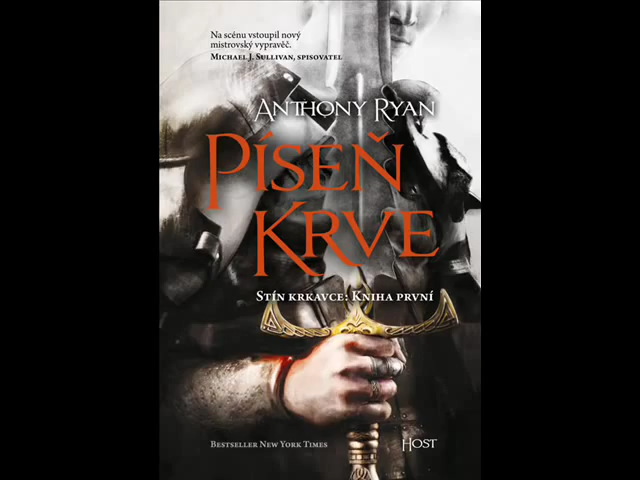 Na scénu vstoupil nový
mistrovský vypravěč.
Michael J. Sullivan, spisovatel
Anthony Ryan
Píseň
Krve
Stín krkavce: Kniha první
Bestseller New York Times
Host